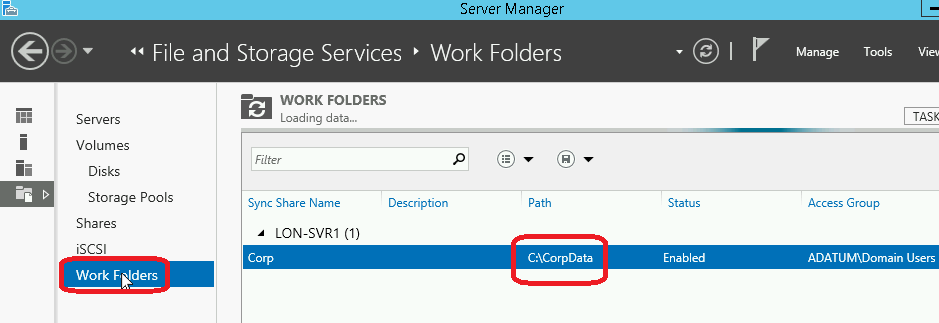 Server Manager
File and Storage Services
Work Folders
Manage
Tools
Servers
Volumes
Disks
Storage Pools
Shares
iSCSI
Work Folders
WORK FOLDERS
Loading data...
TASK
Filter
Sync Share Name Description Path Status Access Group
LON-SVR1 (1)
Corp C:\CorpData Enabled ADATUM\Domain Users